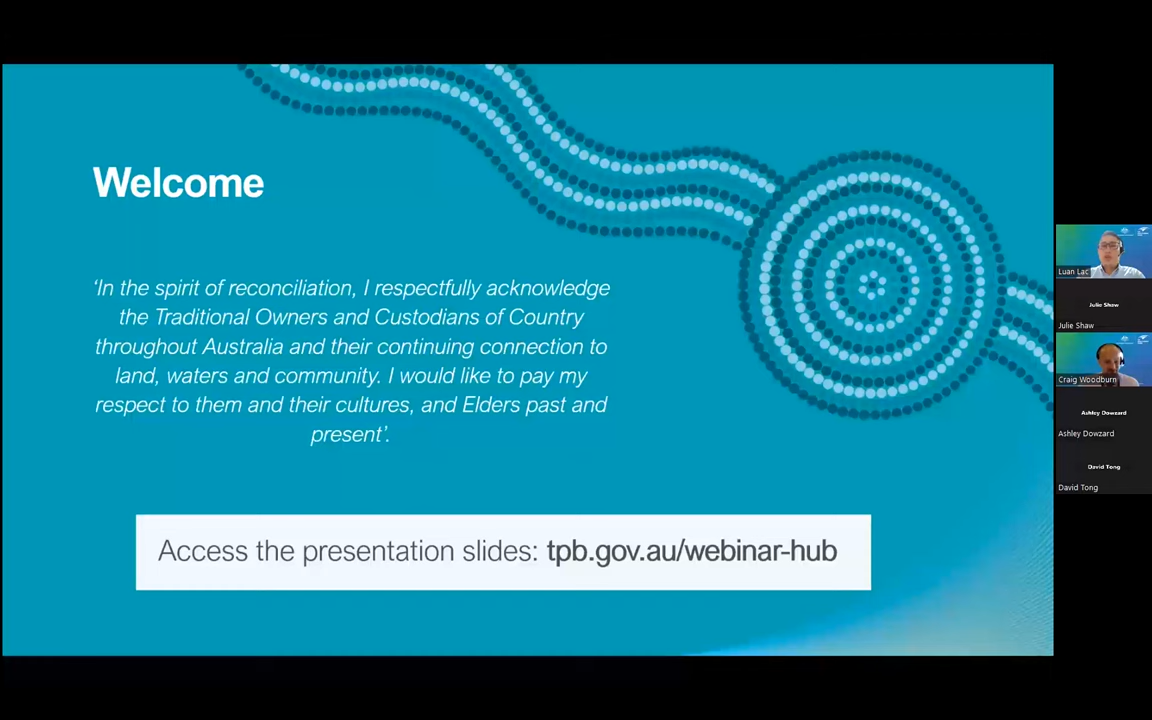 Welcome
‘In the spirit of reconciliation, I respectfully acknowledge
the Traditional Owners and Custodians of Country
throughout Australia and their continuing connection to
land, waters and community. I would like to pay my
respect to them and their cultures, and Elders past and
present’.
Access the presentation slides: tpb.gov.au/webinar-hub
Luan Lac
Julie Shaw
Julie Shaw
Craig Woodburn
Ashley Dowzard
Ashley Dowzard
David Tong
David Tong